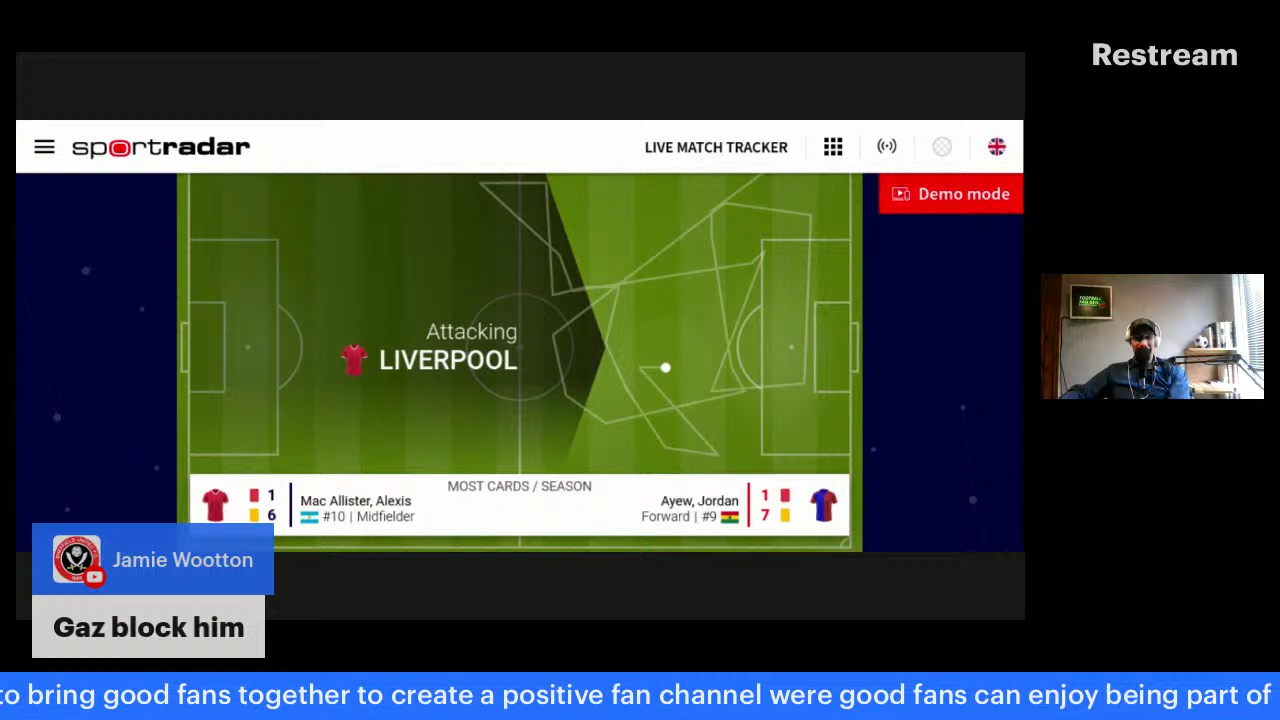 Restream
sportradar
LIVE MATCH TRACKER
Demo mode
Attacking
LIVERPOOL
MOST CARDS / SEASON
1
6
Mac Allister, Alexis
#10 | Midfielder
Ayew, Jordan
Forward | #9
1
7
FOOTBALL
Jamie Wootton
Gaz block him
to bring good fans together to create a positive fan channel were good fans can enjoy being part of